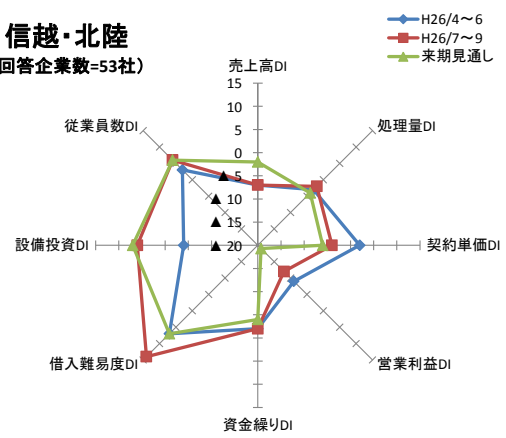 信越・北陸
回答企業数=53社）
H26/4～6
H26/7～9
来期見通し
売上高DI
処理量DI
契約単価DI
営業利益DI
資金繰りDI
借入難易度DI
設備投資DI
従業員数DI
15
10
5
0
▲ 5
▲ 10
▲ 15
▲ 20